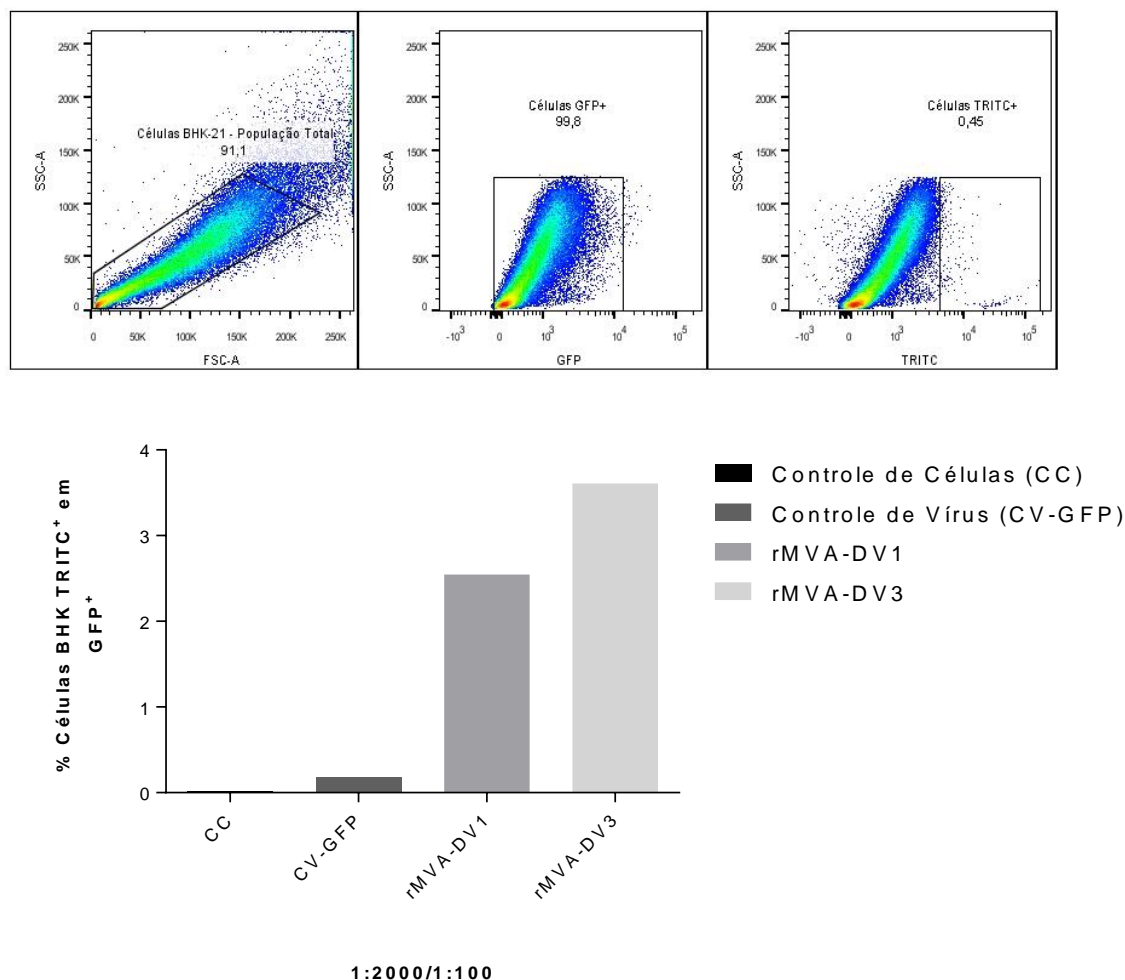 Células BHK-21 - População Total
91,1
SSC-A
250K
200K
150K
100K
50K
0
0 50K 100K 150K 200K 250K
FSC-A
Células GFP+
99,8
SSC-A
250K
200K
150K
100K
50K
0
-10³ 0 10³ 10⁴ 10⁵
GFP
Células TRITC+
0,45
SSC-A
250K
200K
150K
100K
50K
0
-10³ 0 10³ 10⁴ 10⁵
TRITC
% Células BHK TRITC⁺ em
GFP⁺
4
3
2
1
0
CC
CV-GFP
rMVA-DV1
rMVA-DV3
1:2000/1:100
Controle de Células (CC)
Controle de Vírus (CV-GFP)
rMVA-DV1
rMVA-DV3